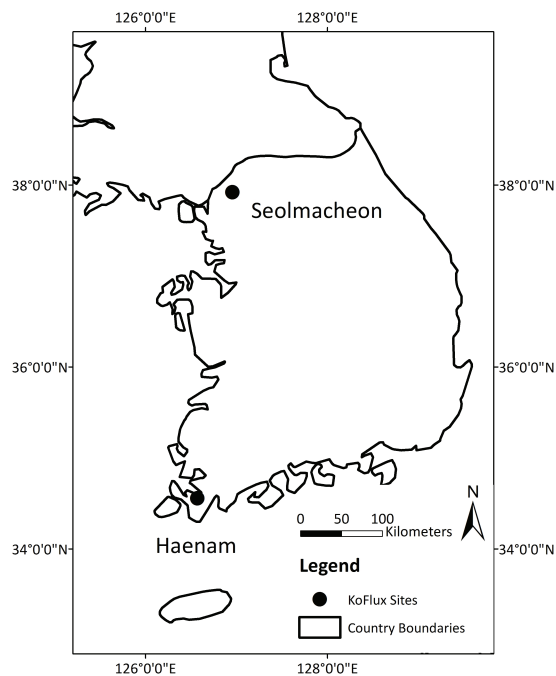 126°0'0"E 128°0'0"E
38°0'0"N 38°0'0"N
Seolmacheon
36°0'0"N 36°0'0"N
N
0 50 100
Kilometers
Haenam 34°0'0"N 34°0'0"N
Legend
KoFlux Sites
Country Boundaries
126°0'0"E 128°0'0"E